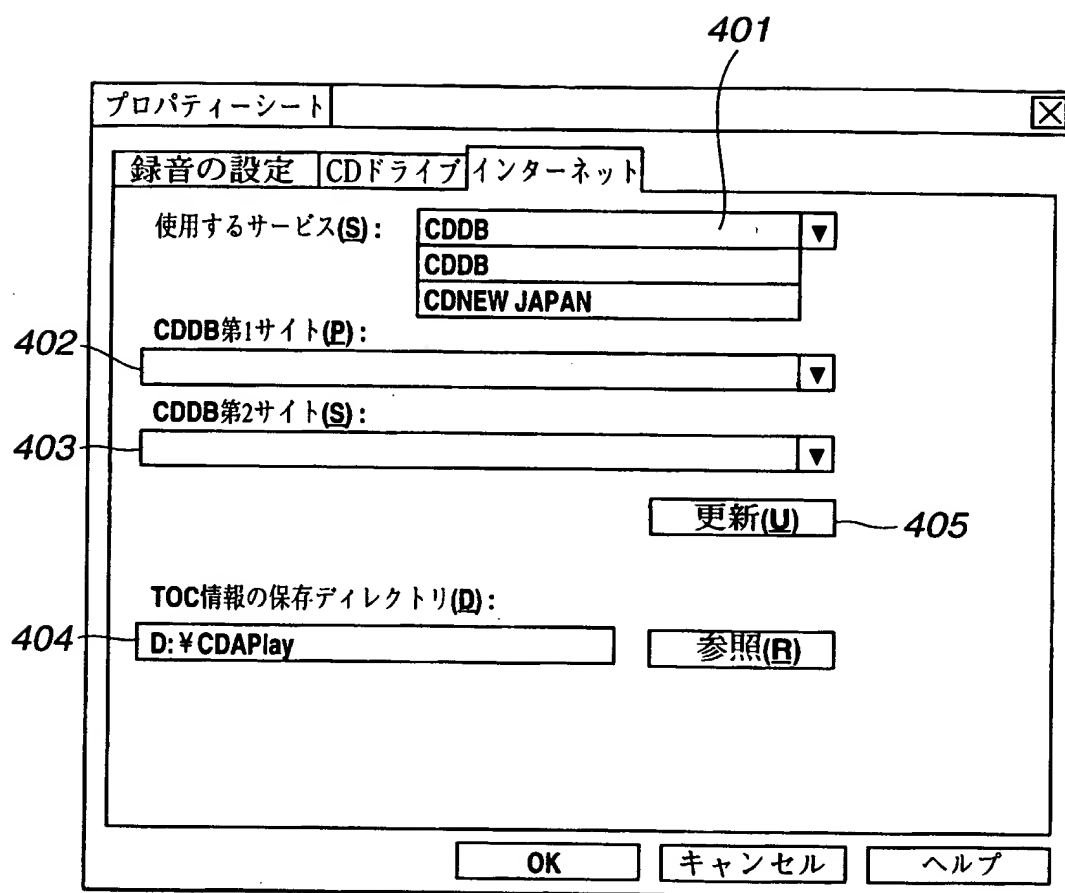 401
プロパティーシート
録音の設定 CDドライブ インターネット
使用するサービス(S): CDDB ▼
CDDB
CDNEW JAPAN
CDDB第1サイト(P):
402
▼
CDDB第2サイト(S):
403
▼
更新(U) 405
TOC情報の保存ディレクトリ(D):
404 D:¥CDAPlay 参照(R)
OK キャンセル ヘルプ